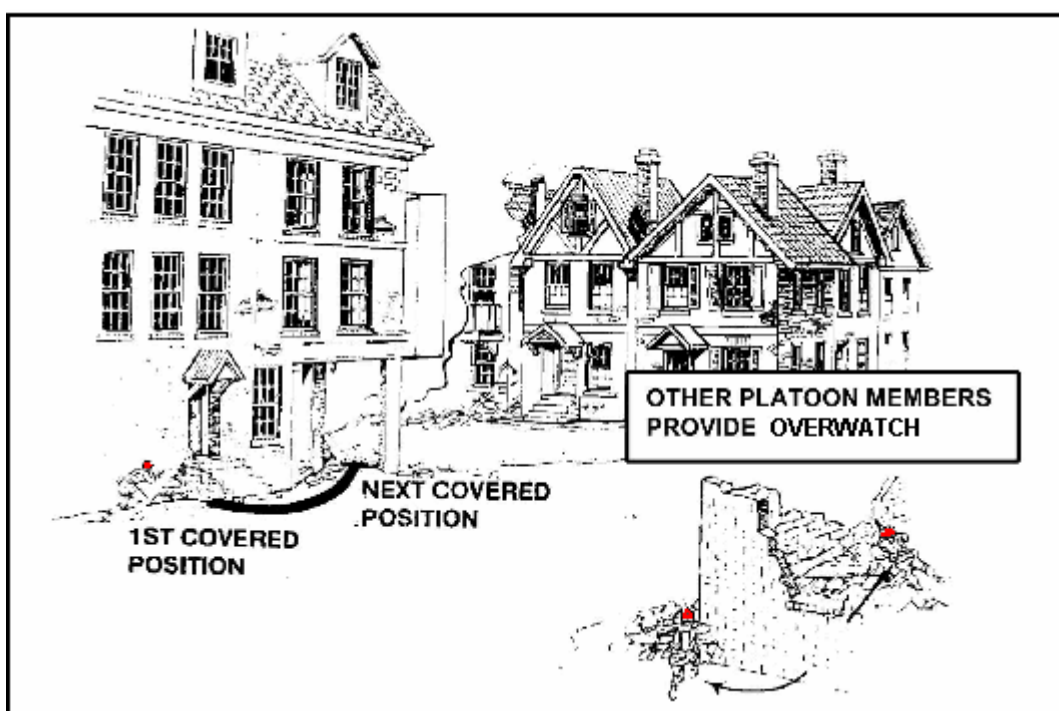 OTHER PLATOON MEMBERS
PROVIDE OVERWATCH
NEXT COVERED
POSITION
1ST COVERED
POSITION